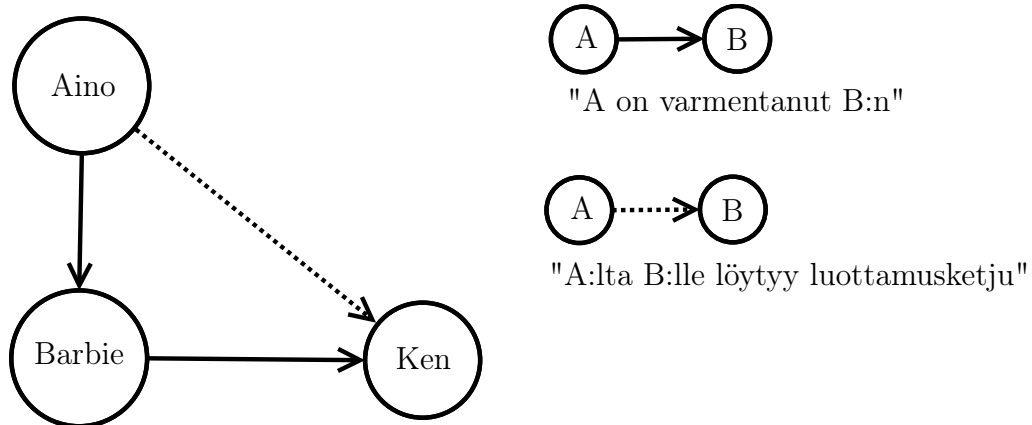 Aino
Barbie
Ken
A
B
"A on varmentanut B:n"
A
B
"A:lta B:lle löytyy luottamusketju"